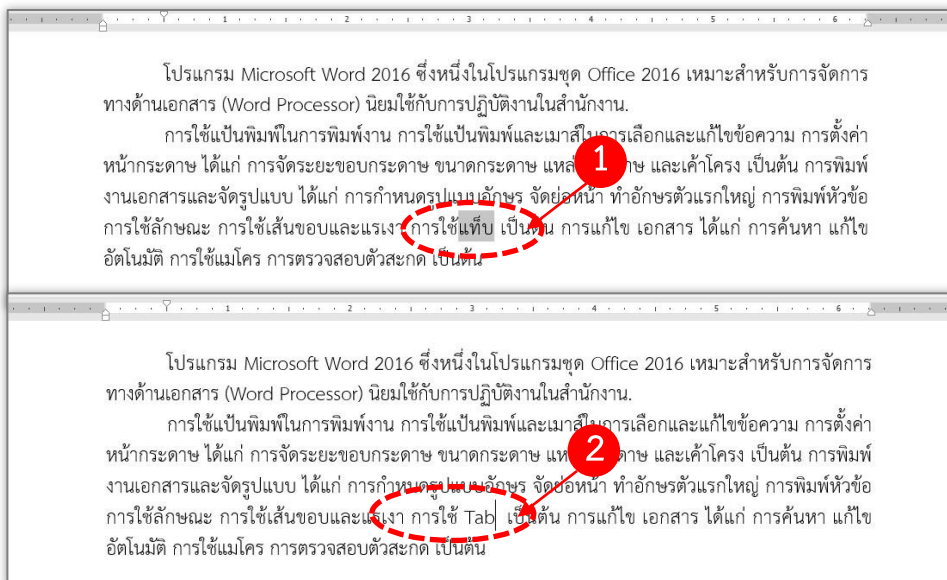 1 2 3 4 5 6
โปรแกรม Microsoft Word 2016 ซึ่งหนึ่งในโปรแกรมชุด Office 2016 เหมาะสำหรับการจัดการ
ทางด้านเอกสาร (Word Processor) นิยมใช้กับการปฏิบัติงานในสำนักงาน.
การใช้แป้นพิมพ์ในการพิมพ์งาน การใช้แป้นพิมพ์และเมาส์ในการเลือกและแก้ไขข้อความ การตั้งค่า
หน้ากระดาษ ได้แก่ การจัดระยะขอบกระดาษ ขนาดกระดาษ 1 และเค้าโครง เป็นต้น การพิมพ์
งานเอกสารและจัดรูปแบบ ได้แก่ การกำหนดรูปแบบอักษร จัดย่อหน้า ทำอักษรตัวแรกใหญ่ การพิมพ์หัวข้อ
การใช้ลักษณะ การใช้เส้นขอบและแรเงา การใช้แท็บ เป็นต้น การแก้ไข เอกสาร ได้แก่ การค้นหา แก้ไข
อัตโนมัติ การใช้แมโคร การตรวจสอบตัวสะกด เป็นต้น
1 2 3 4 5 6
โปรแกรม Microsoft Word 2016 ซึ่งหนึ่งในโปรแกรมชุด Office 2016 เหมาะสำหรับการจัดการ
ทางด้านเอกสาร (Word Processor) นิยมใช้กับการปฏิบัติงานในสำนักงาน.
การใช้แป้นพิมพ์ในการพิมพ์งาน การใช้แป้นพิมพ์และเมาส์ในการเลือกและแก้ไขข้อความ การตั้งค่า
หน้ากระดาษ ได้แก่ การจัดระยะขอบกระดาษ ขนาดกระดาษ 2 และเค้าโครง เป็นต้น การพิมพ์
งานเอกสารและจัดรูปแบบ ได้แก่ การกำหนดรูปแบบอักษร จัดย่อหน้า ทำอักษรตัวแรกใหญ่ การพิมพ์หัวข้อ
การใช้ลักษณะ การใช้เส้นขอบและแรเงา การใช้ Tab เป็นต้น การแก้ไข เอกสาร ได้แก่ การค้นหา แก้ไข
อัตโนมัติ การใช้แมโคร การตรวจสอบตัวสะกด เป็นต้น